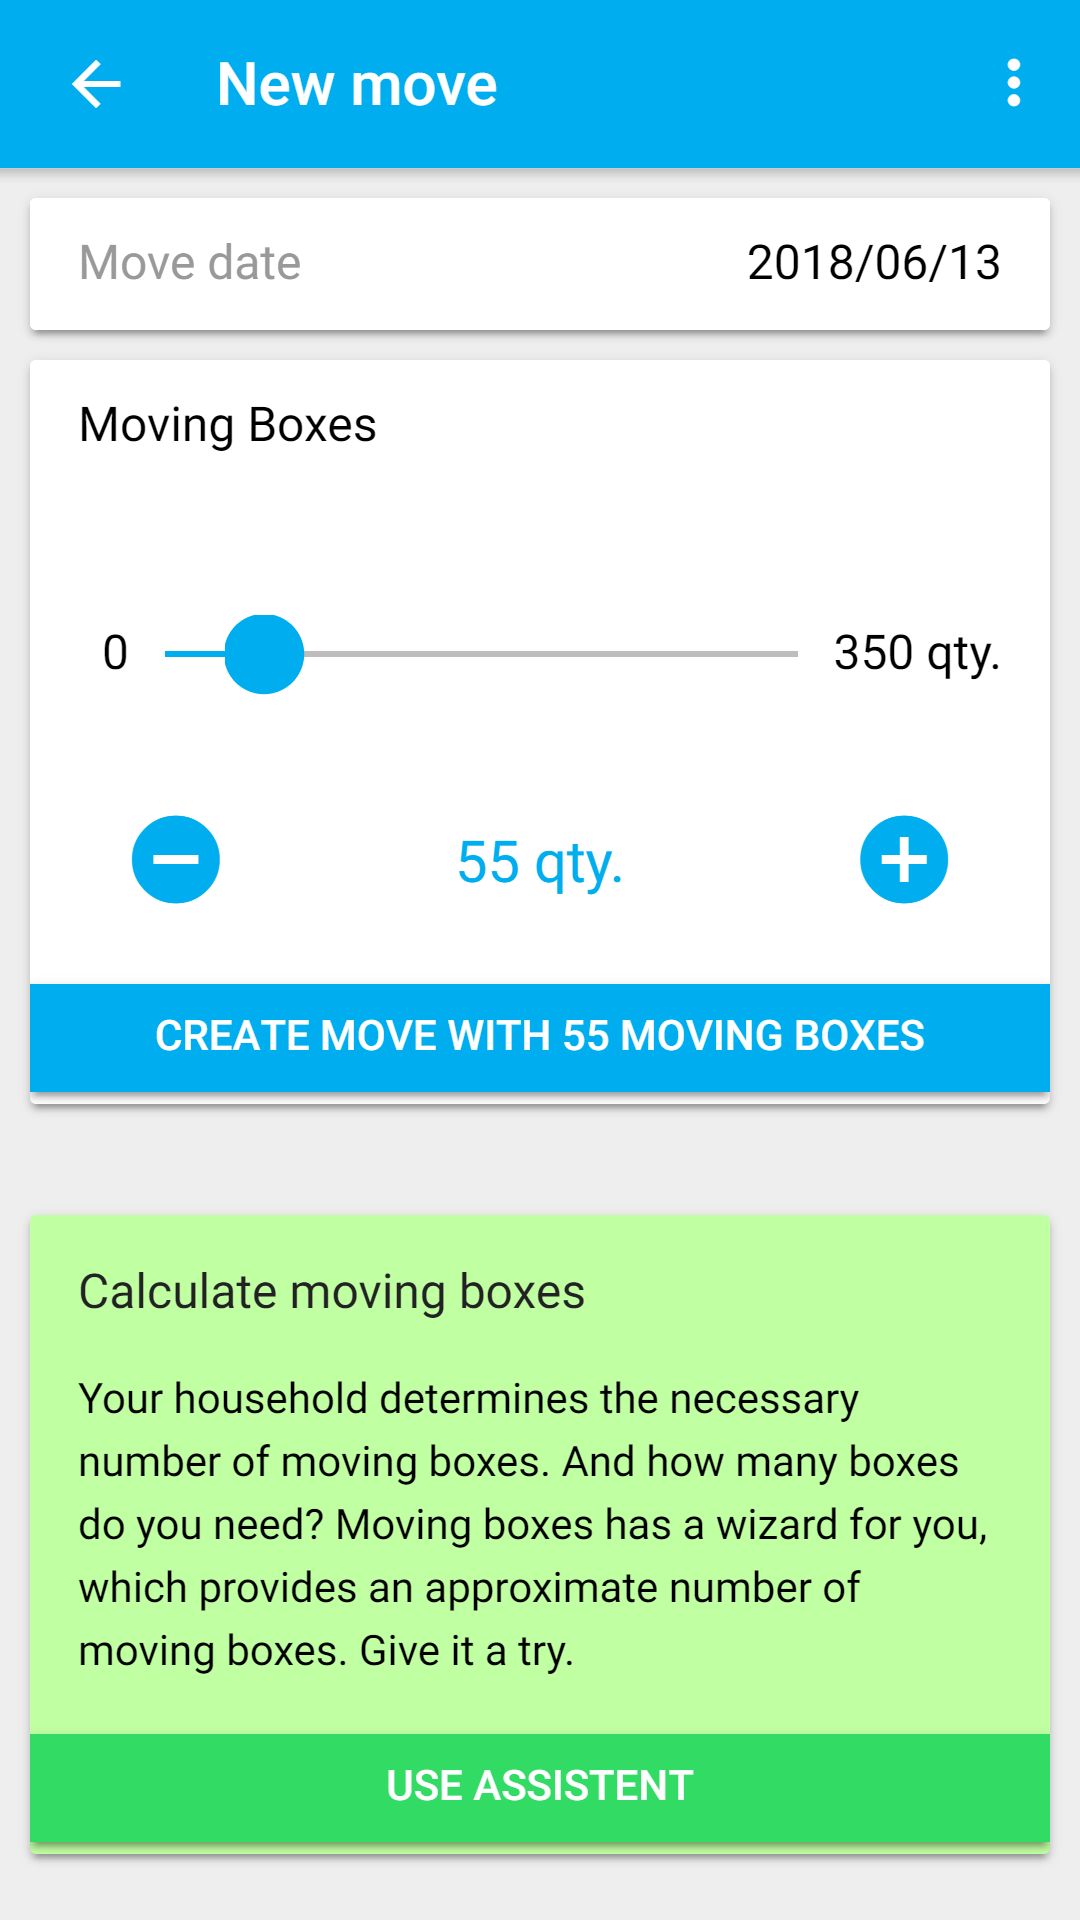 New move
Move date 2018/06/13
Moving Boxes
0 350 qty.
55 qty.
CREATE MOVE WITH 55 MOVING BOXES
Calculate moving boxes
Your household determines the necessary
number of moving boxes. And how many boxes
do you need? Moving boxes has a wizard for you,
which provides an approximate number of
moving boxes. Give it a try.
USE ASSISTENT